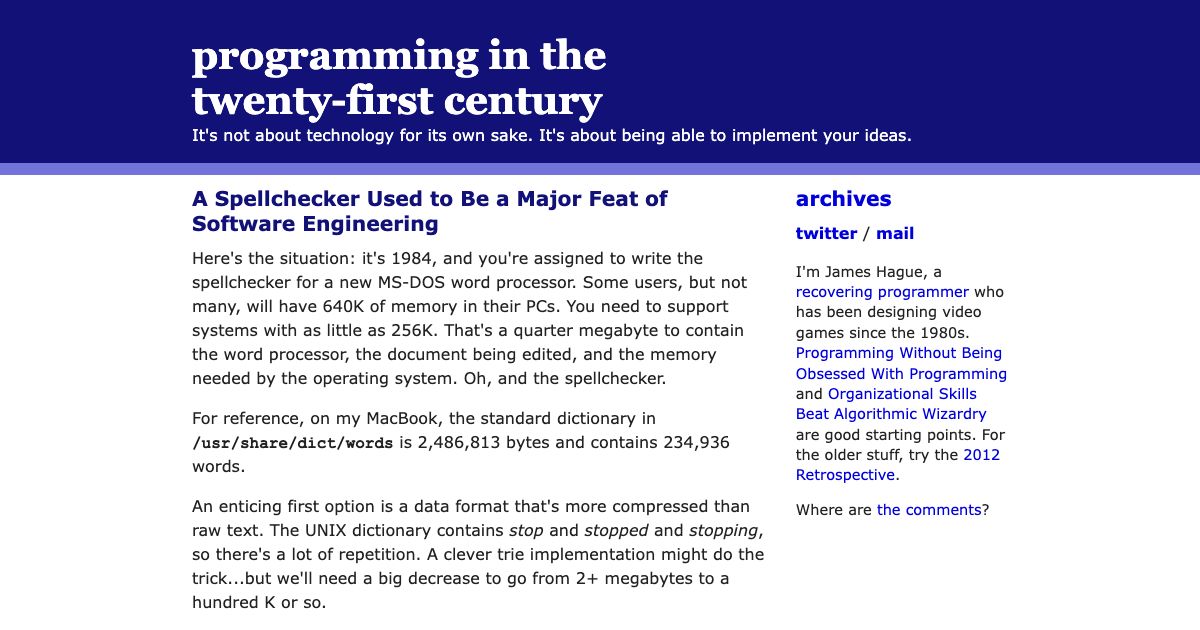 programming in the
twenty-first century
It's not about technology for its own sake. It's about being able to implement your ideas.
A Spellchecker Used to Be a Major Feat of
Software Engineering
Here's the situation: it's 1984, and you're assigned to write the
spellchecker for a new MS-DOS word processor. Some users, but not
many, will have 640K of memory in their PCs. You need to support
systems with as little as 256K. That's a quarter megabyte to contain
the word processor, the document being edited, and the memory
needed by the operating system. Oh, and the spellchecker.
For reference, on my MacBook, the standard dictionary in
/usr/share/dict/words is 2,486,813 bytes and contains 234,936
words.
An enticing first option is a data format that's more compressed than
raw text. The UNIX dictionary contains stop and stopped and stopping,
so there's a lot of repetition. A clever trie implementation might do the
trick...but we'll need a big decrease to go from 2+ megabytes to a
hundred K or so.
archives
twitter / mail
I'm James Hague, a
recovering programmer who
has been designing video
games since the 1980s.
Programming Without Being
Obsessed With Programming
and Organizational Skills
Beat Algorithmic Wizardry
are good starting points. For
the older stuff, try the 2012
Retrospective.
Where are the comments?